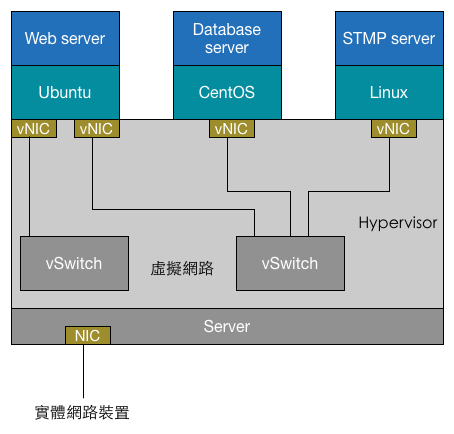 Web server
Database
server
STMP server
Ubuntu
CentOS
Linux
vNIC
vNIC
vNIC
vNIC
Hypervisor
vSwitch
虛擬網路
vSwitch
Server
NIC
實體網路裝置